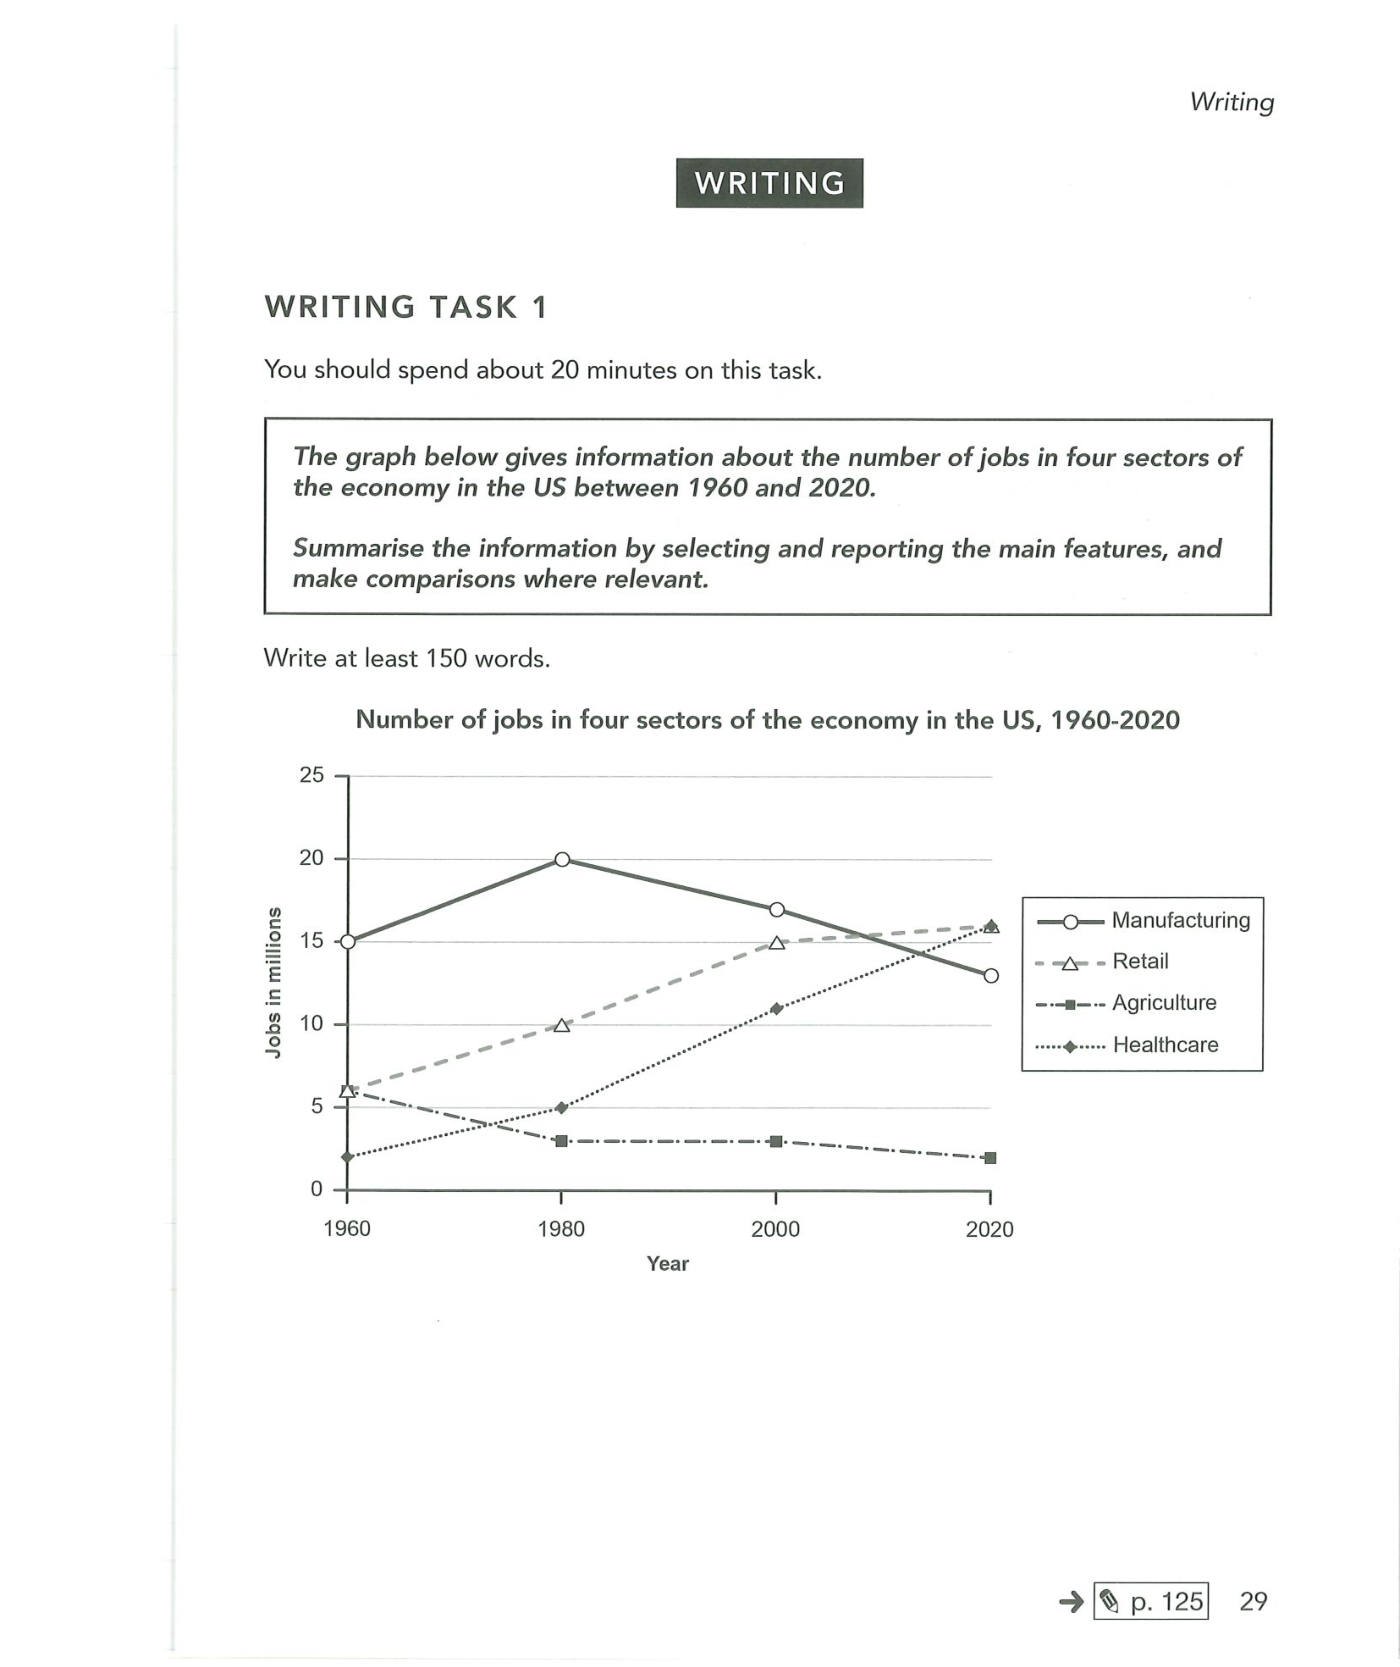 Writing
WRITING
WRITING TASK 1
You should spend about 20 minutes on this task.
The graph below gives information about the number of jobs in four sectors of
the economy in the US between 1960 and 2020.
Summarise the information by selecting and reporting the main features, and
make comparisons where relevant.
Write at least 150 words.
Number of jobs in four sectors of the economy in the US, 1960-2020
25
20
15
10
5
0
Jobs in millions
1960 1980 2000 2020
Year
Manufacturing
Retail
Agriculture
Healthcare
p. 125 29